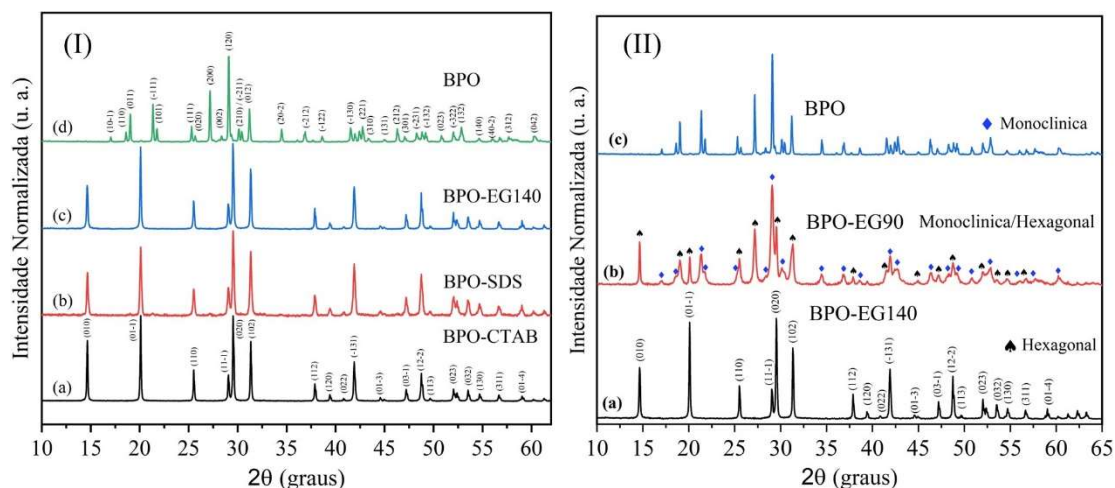 (I)
BPO
(d)
(10-1) (110) (011) (-111) (101) (111) (020) (200) (002) (120) (210) / (-211) (012) (20-2) (-212) (-122) (-130) (221) (310) (131) (212) (301) (-231) (-132) (023) (-322) (132) (140) (40-2) (312) (042)
BPO-EG140
(c)
BPO-SDS
(b)
BPO-CTAB
(a)
(010) (01-1) (110) (11-1) (020) (102) (112) (120) (022) (-131) (01-3) (03-1) (12-2) (113) (023) (032) (130) (311) (01-4)
10 15 20 25 30 35 40 45 50 55 60
2θ (graus)
Intensidade Normalizada (u. a.)
(II)
BPO
(c)
Monoclinica
BPO-EG90
Monoclinica/Hexagonal
(b)
BPO-EG140
Hexagonal
(a)
(010) (01-1) (110) (11-1) (020) (102) (112) (120) (022) (-131) (01-3) (03-1) (12-2) (113) (023) (032) (130) (311) (01-4)
10 15 20 25 30 35 40 45 50 55 60 65
2θ (graus)
Intensidade Normalizada (u. a.)